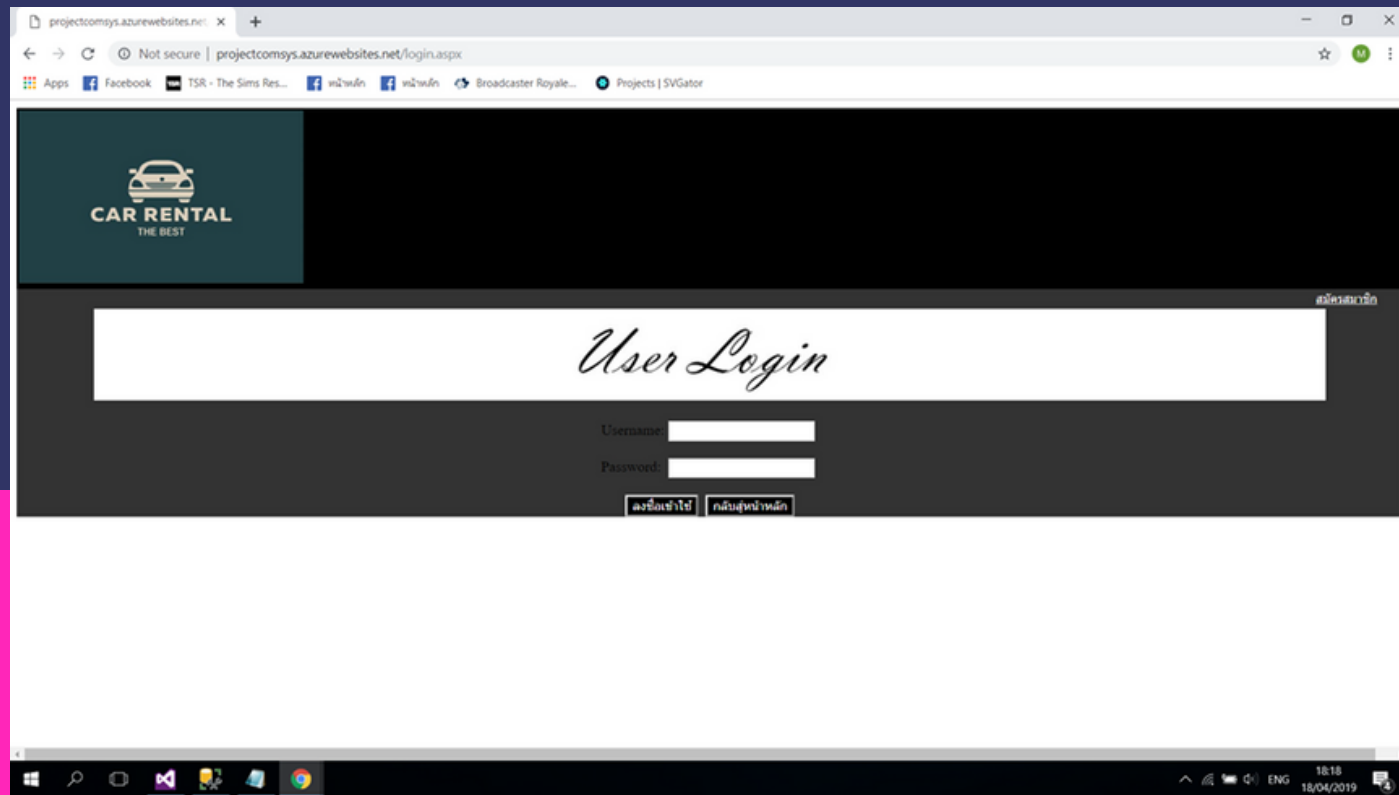 projectcomsys.azurewebsites.net
Not secure | projectcomsys.azurewebsites.net/login.aspx
M
Apps Facebook TSR - The Sims Res... หน้าหลัก หน้าหลัก Broadcaster Royale... Projects | SVGator
CAR RENTAL
THE BEST
สมัครสมาชิก
User Login
Username:
Password:
ลงชื่อเข้าใช้ กลับสู่หน้าหลัก
ENG 18:18
18/04/2019
4